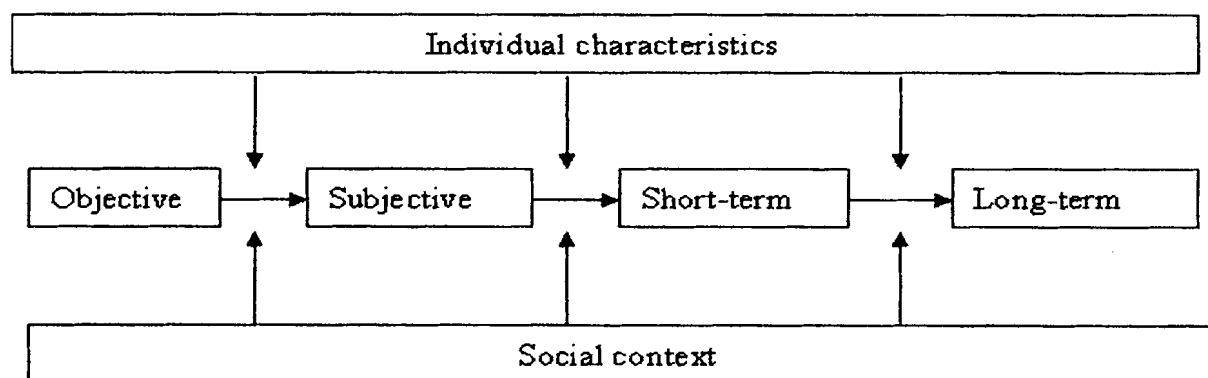 Individual characteristics
Objective
Subjective
Short-term
Long-term
Social context